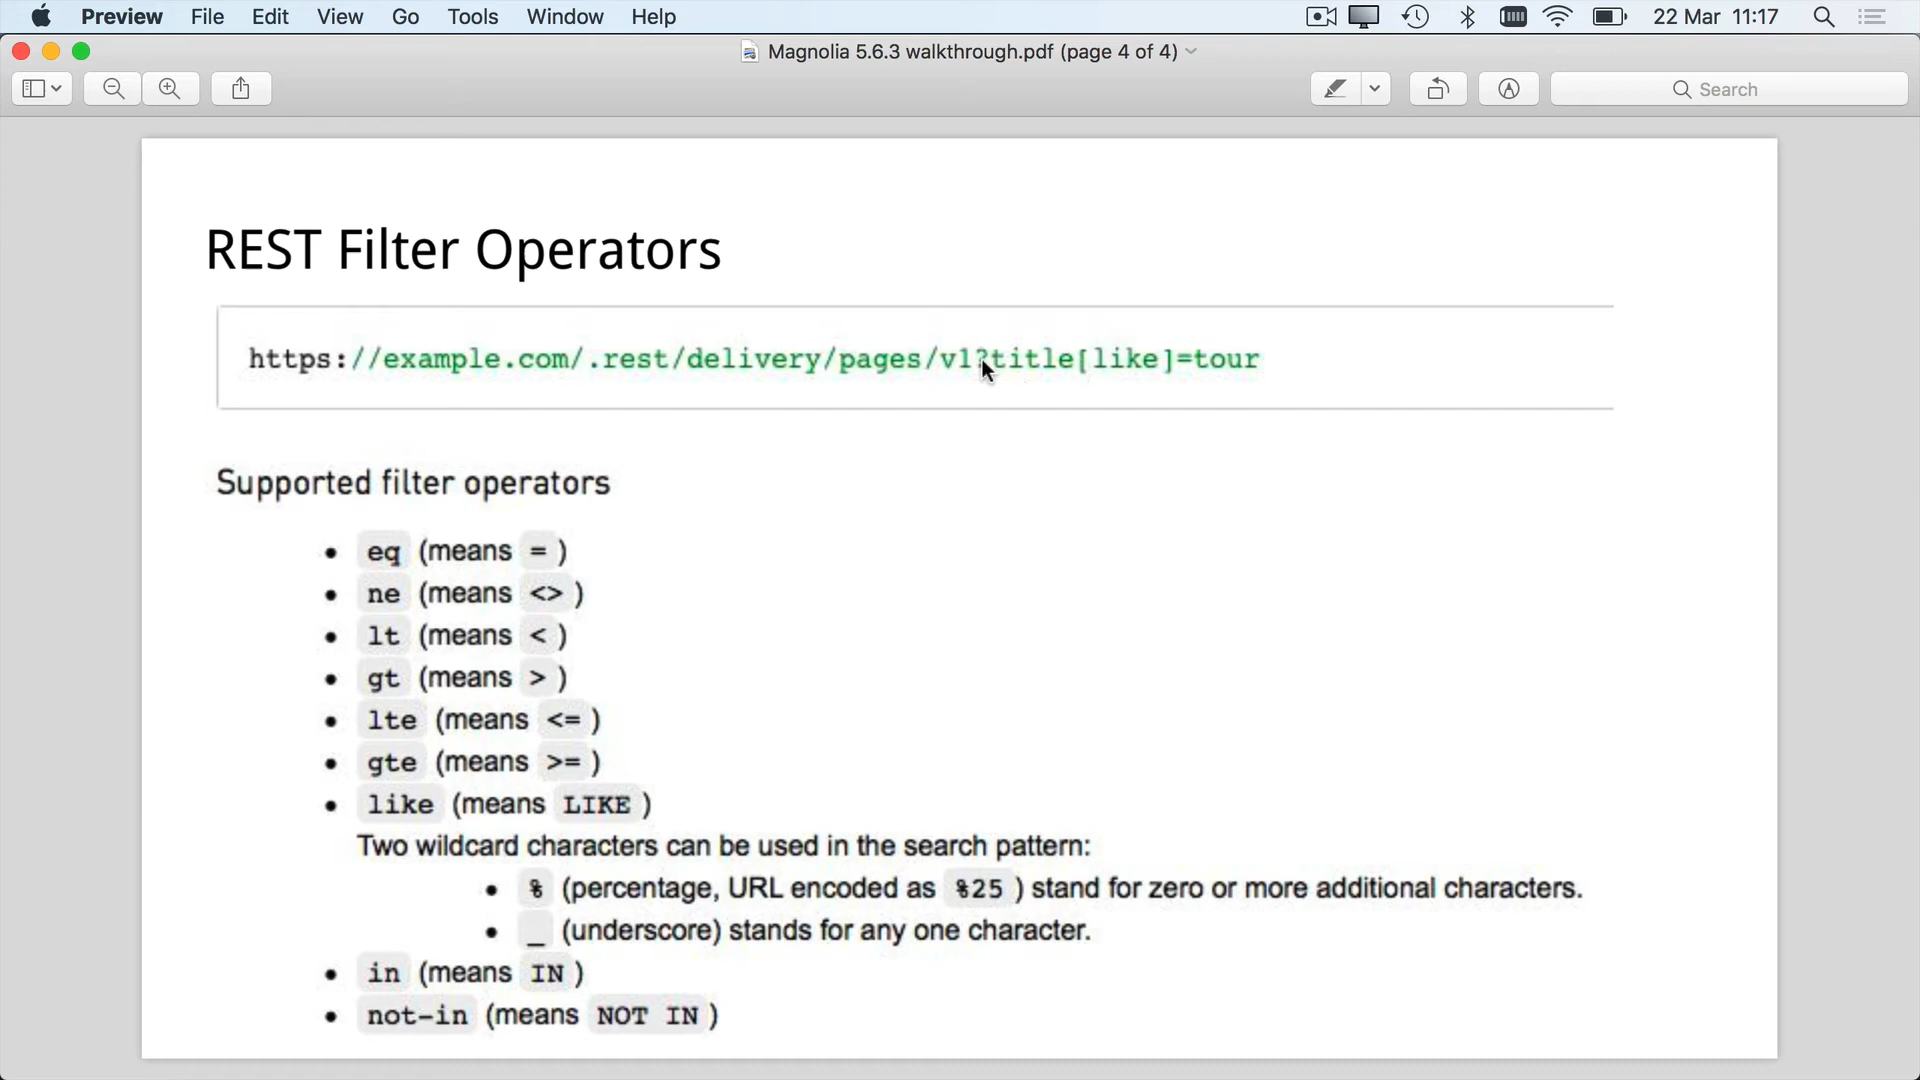 Preview File Edit View Go Tools Window Help 22 Mar 11:17
Magnolia 5.6.3 walkthrough.pdf (page 4 of 4)
Search
REST Filter Operators
https://example.com/.rest/delivery/pages/v1?title[like]=tour
Supported filter operators
• eq (means = )
• ne (means <> )
• lt (means < )
• gt (means > )
• lte (means <= )
• gte (means >= )
• like (means LIKE )
Two wildcard characters can be used in the search pattern:
• % (percentage, URL encoded as %25 ) stand for zero or more additional characters.
• _ (underscore) stands for any one character.
• in (means IN )
• not-in (means NOT IN )